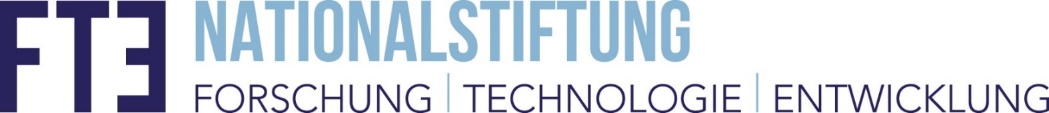 FTE NATIONALSTIFTUNG
FORSCHUNG | TECHNOLOGIE | ENTWICKLUNG